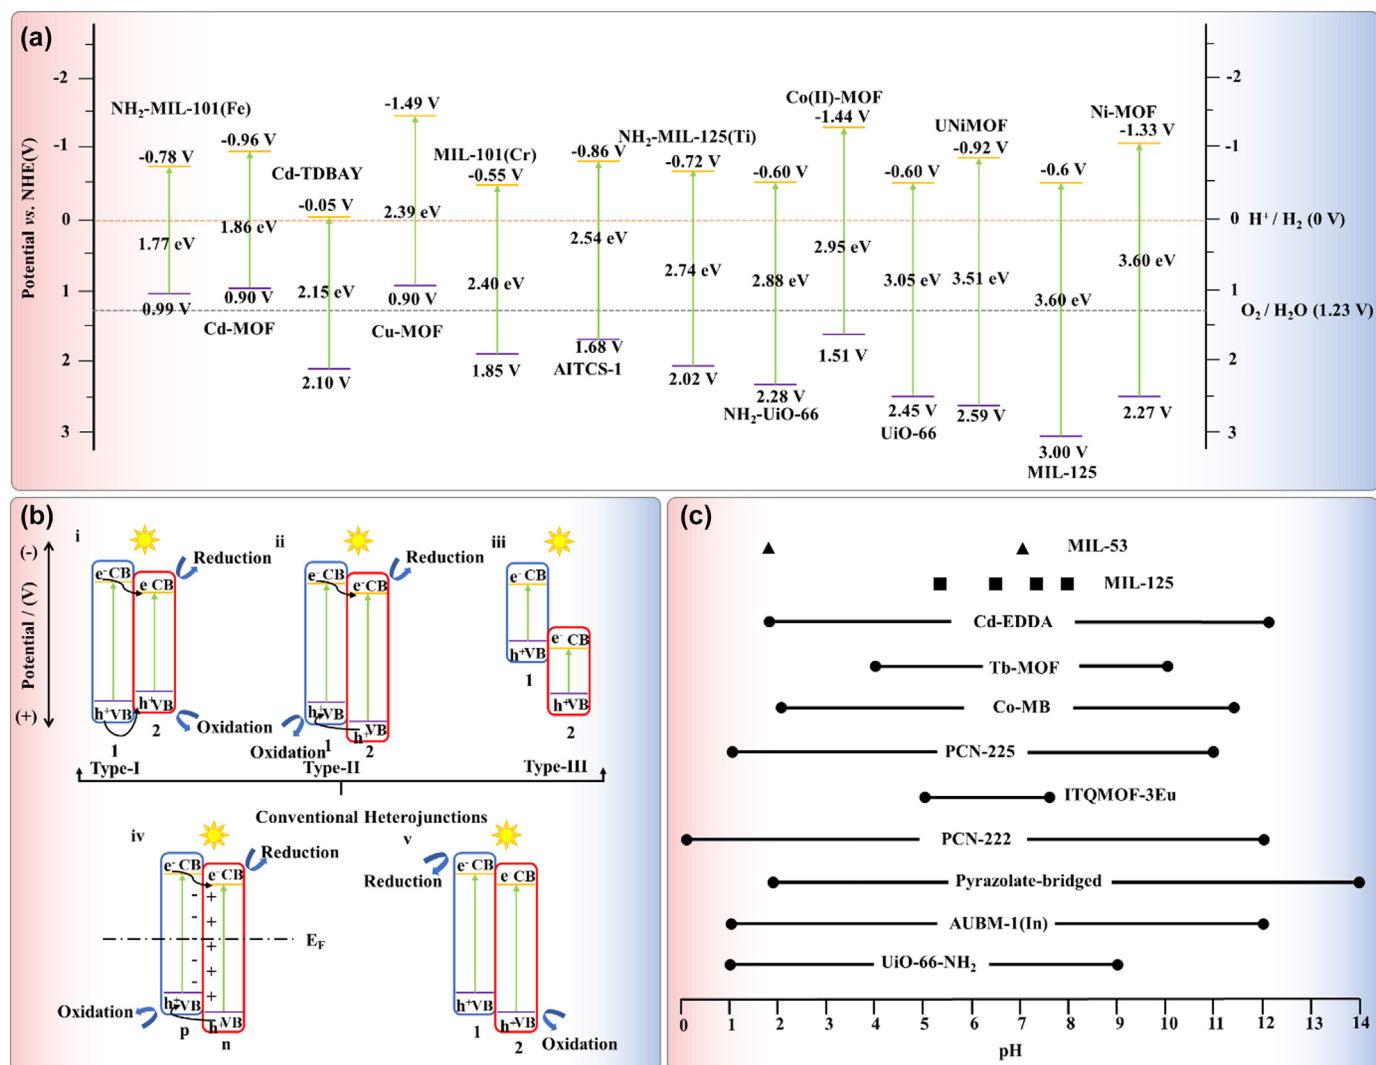 (a)
Potential vs. NHE(V)
-2
-1
0
1
2
3
NH2-MIL-101(Fe)
-0.78 V
1.77 eV
0.99 V
-0.96 V
1.86 eV
0.90 V
Cd-MOF
Cd-TDBAY
-0.05 V
2.15 eV
2.10 V
-1.49 V
2.39 eV
0.90 V
Cu-MOF
MIL-101(Cr)
-0.55 V
2.40 eV
1.85 V
-0.86 V
2.54 eV
1.68 V
AITCS-1
NH2-MIL-125(Ti)
-0.72 V
2.74 eV
2.02 V
-0.60 V
2.88 eV
2.28 V
NH2-UiO-66
Co(II)-MOF
-1.44 V
2.95 eV
1.51 V
-0.60 V
3.05 eV
2.45 V
UiO-66
UNiMOF
-0.92 V
3.51 eV
2.59 V
-0.6 V
3.60 eV
3.00 V
MIL-125
Ni-MOF
-1.33 V
3.60 eV
2.27 V
-2
-1
0 H+ / H2 (0 V)
1
O2 / H2O (1.23 V)
2
3
(b)
Potential / (V)
(-)
(+)
i
e- CB
e- CB
Reduction
h+VB
h+VB
Oxidation
1
2
Type-I
ii
e- CB
e- CB
Reduction
h+VB
h+VB
Oxidation
1
2
Type-II
iii
e- CB
h+VB
1
e- CB
h+VB
2
Type-III
Conventional Heterojunctions
iv
e- CB
e- CB
Reduction
- +
- +
EF
- +
- +
- +
h+VB
h+VB
Oxidation
p
n
v
e- CB
e- CB
Reduction
h+VB
h+VB
Oxidation
1
2
(c)
MIL-53
MIL-125
Cd-EDDA
Tb-MOF
Co-MB
PCN-225
ITQMOF-3Eu
PCN-222
Pyrazolate-bridged
AUBM-1(In)
UiO-66-NH2
0 1 2 3 4 5 6 7 8 9 10 11 12 13 14
pH